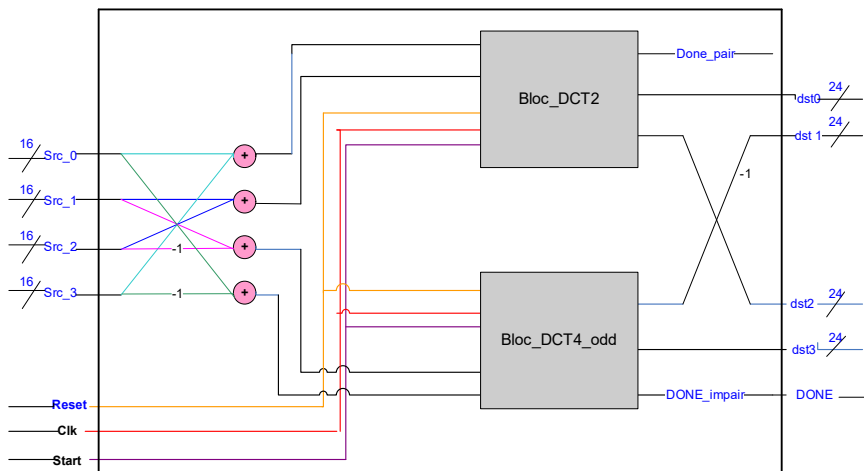 Done_pair
Bloc_DCT2
24
dst0
24
dst 1
16
Src_0
+
-1
16
Src_1
+
16
Src_2
-1
+
16
Src_3
-1
+
24
dst2
Bloc_DCT4_odd
24
dst3
Reset
DONE_impair
DONE
Clk
Start